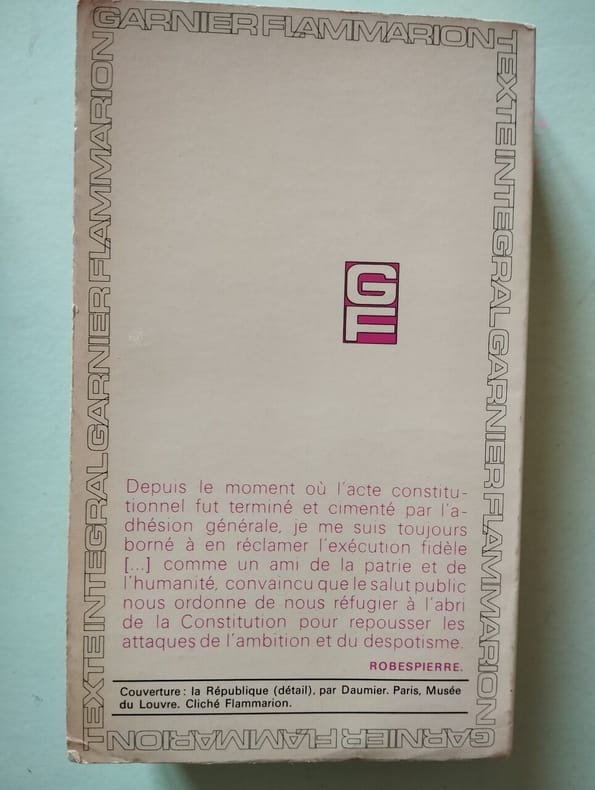 GARNIER FLAMMARION
TEXTE INTEGRAL GARNIER FLAMMARION
TEXTE INTEGRAL GARNIER FLAMMARION
GF
Depuis le moment où l'acte constitu-
tionnel fut terminé et cimenté par l'a-
dhésion générale, je me suis toujours
borné à en réclamer l'exécution fidèle
[...] comme un ami de la patrie et de
l'humanité, convaincu que le salut public
nous ordonne de nous réfugier à l'abri
de la Constitution pour repousser les
attaques de l'ambition et du despotisme.
ROBESPIERRE.
Couverture : la République (détail), par Daumier. Paris, Musée
du Louvre. Cliché Flammarion.
GARNIER FLAMMARION